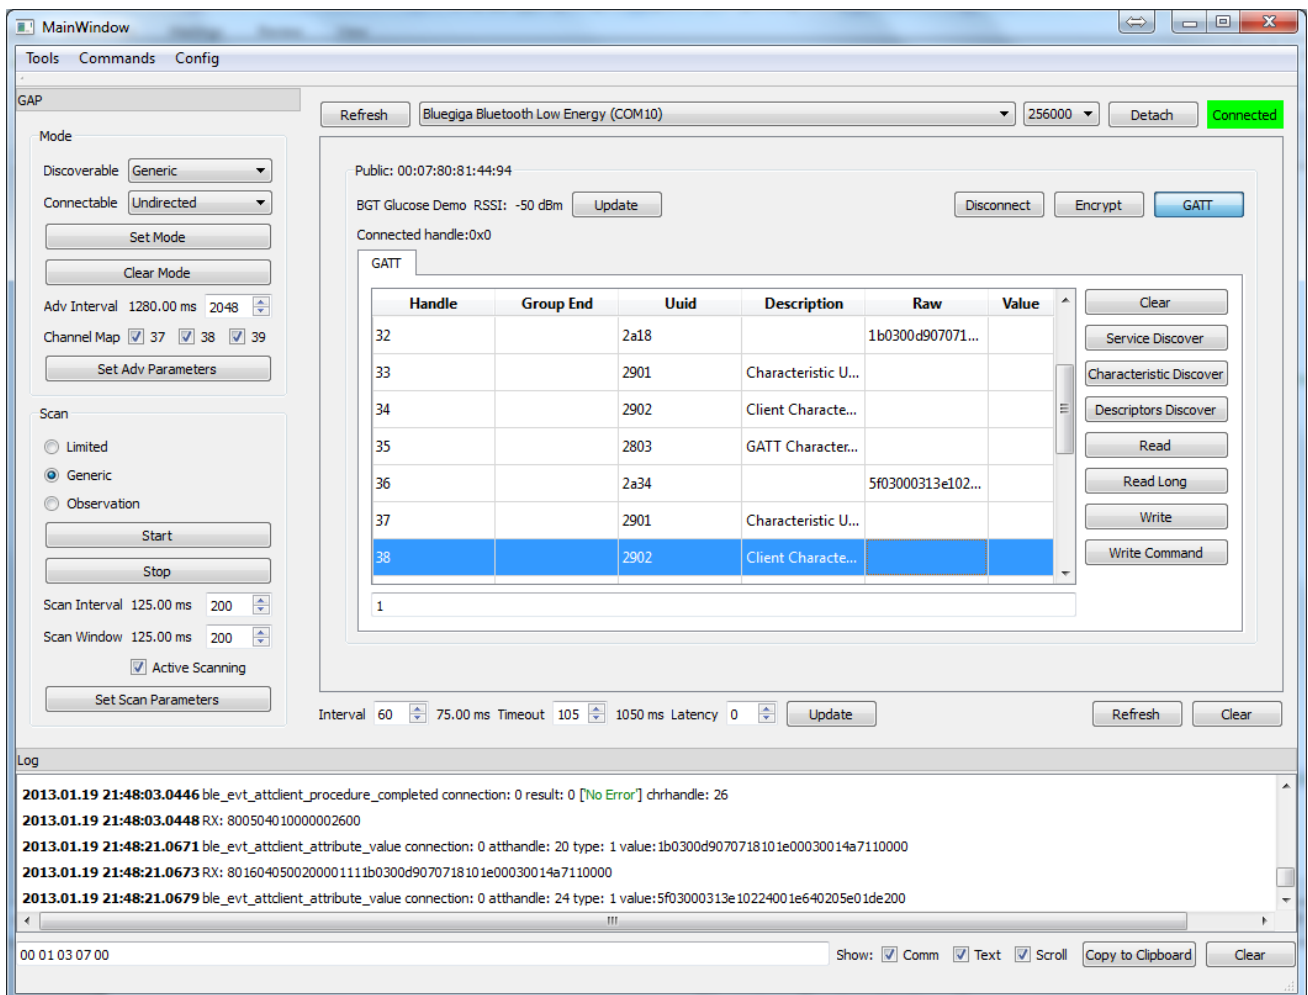 MainWindow
Tools Commands Config
GAP
Mode
Discoverable Generic
Connectable Undirected
Set Mode
Clear Mode
Adv Interval 1280.00 ms 2048
Channel Map 37 38 39
Set Adv Parameters
Scan
Limited
Generic
Observation
Start
Stop
Scan Interval 125.00 ms 200
Scan Window 125.00 ms 200
Active Scanning
Set Scan Parameters
Refresh Bluegiga Bluetooth Low Energy (COM10) 256000 Detach Connected
Public: 00:07:80:81:44:94
BGT Glucose Demo RSSI: -50 dBm Update Disconnect Encrypt GATT
Connected handle:0x0
GATT
Handle Group End Uuid Description Raw Value
32 2a18 1b0300d907071...
33 2901 Characteristic U...
34 2902 Client Characte...
35 2803 GATT Character...
36 2a34 5f03000313e102...
37 2901 Characteristic U...
38 2902 Client Characte...
1
Clear
Service Discover
Characteristic Discover
Descriptors Discover
Read
Read Long
Write
Write Command
Interval 60 75.00 ms Timeout 105 1050 ms Latency 0 Update Refresh Clear
Log
2013.01.19 21:48:03.0446 ble_evt_attclient_procedure_completed connection: 0 result: 0 ['No Error'] chrhandle: 26
2013.01.19 21:48:03.0448 RX: 800504010000002600
2013.01.19 21:48:21.0671 ble_evt_attclient_attribute_value connection: 0 atthandle: 20 type: 1 value:1b0300d9070718101e00030014a7110000
2013.01.19 21:48:21.0673 RX: 8016040500200001111b0300d9070718101e00030014a7110000
2013.01.19 21:48:21.0679 ble_evt_attclient_attribute_value connection: 0 atthandle: 24 type: 1 value:5f03000313e10224001e640205e01de200
00 01 03 07 00 Show: Comm Text Scroll Copy to Clipboard Clear